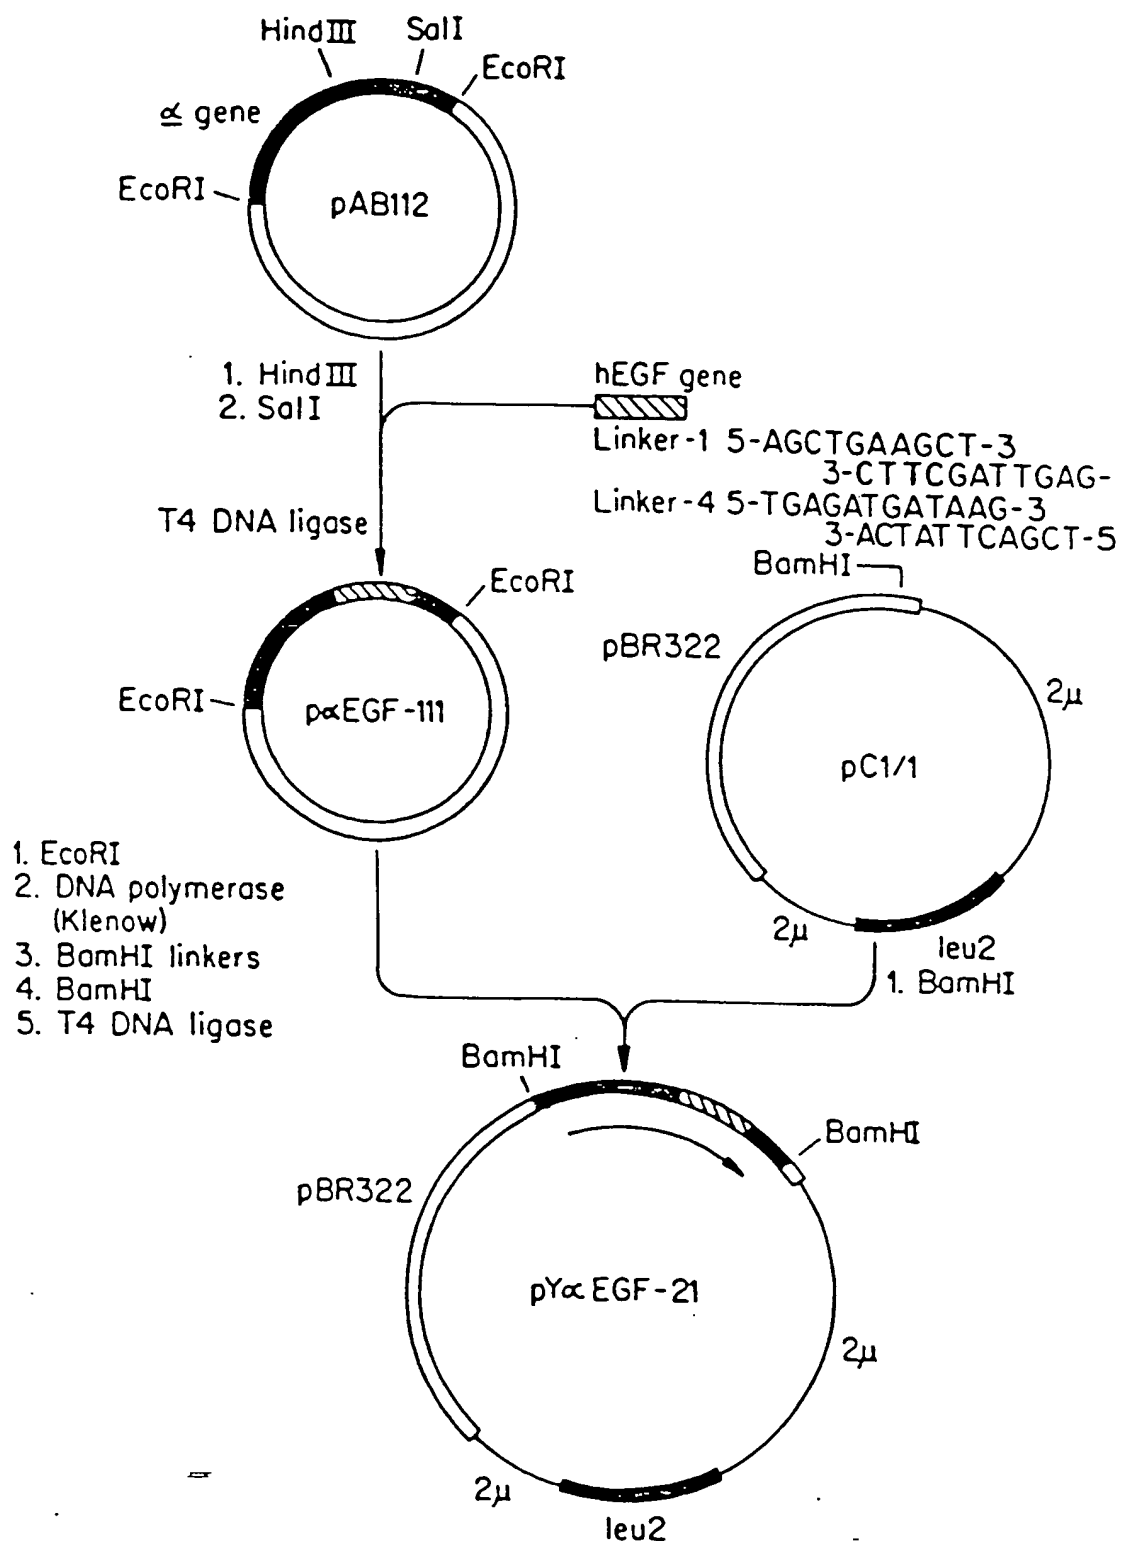 HindIII
SalI
EcoRI
α gene
EcoRI
pAB112
1. HindIII
2. SalI
hEGF gene
Linker-1 5-AGCTGAAGCT-3
3-CTTCGATTGAG-
Linker-4 5-TGAGATGATAAG-3
3-ACTATTCAGCT-5
T4 DNA ligase
BamHI
EcoRI
pBR322
2μ
EcoRI
pαEGF-111
pC1/1
1. EcoRI
2. DNA polymerase
(Klenow)
3. BamHI linkers
4. BamHI
5. T4 DNA ligase
2μ
leu2
1. BamHI
BamHI
BamHI
pBR322
pYαEGF-21
2μ
2μ
leu2